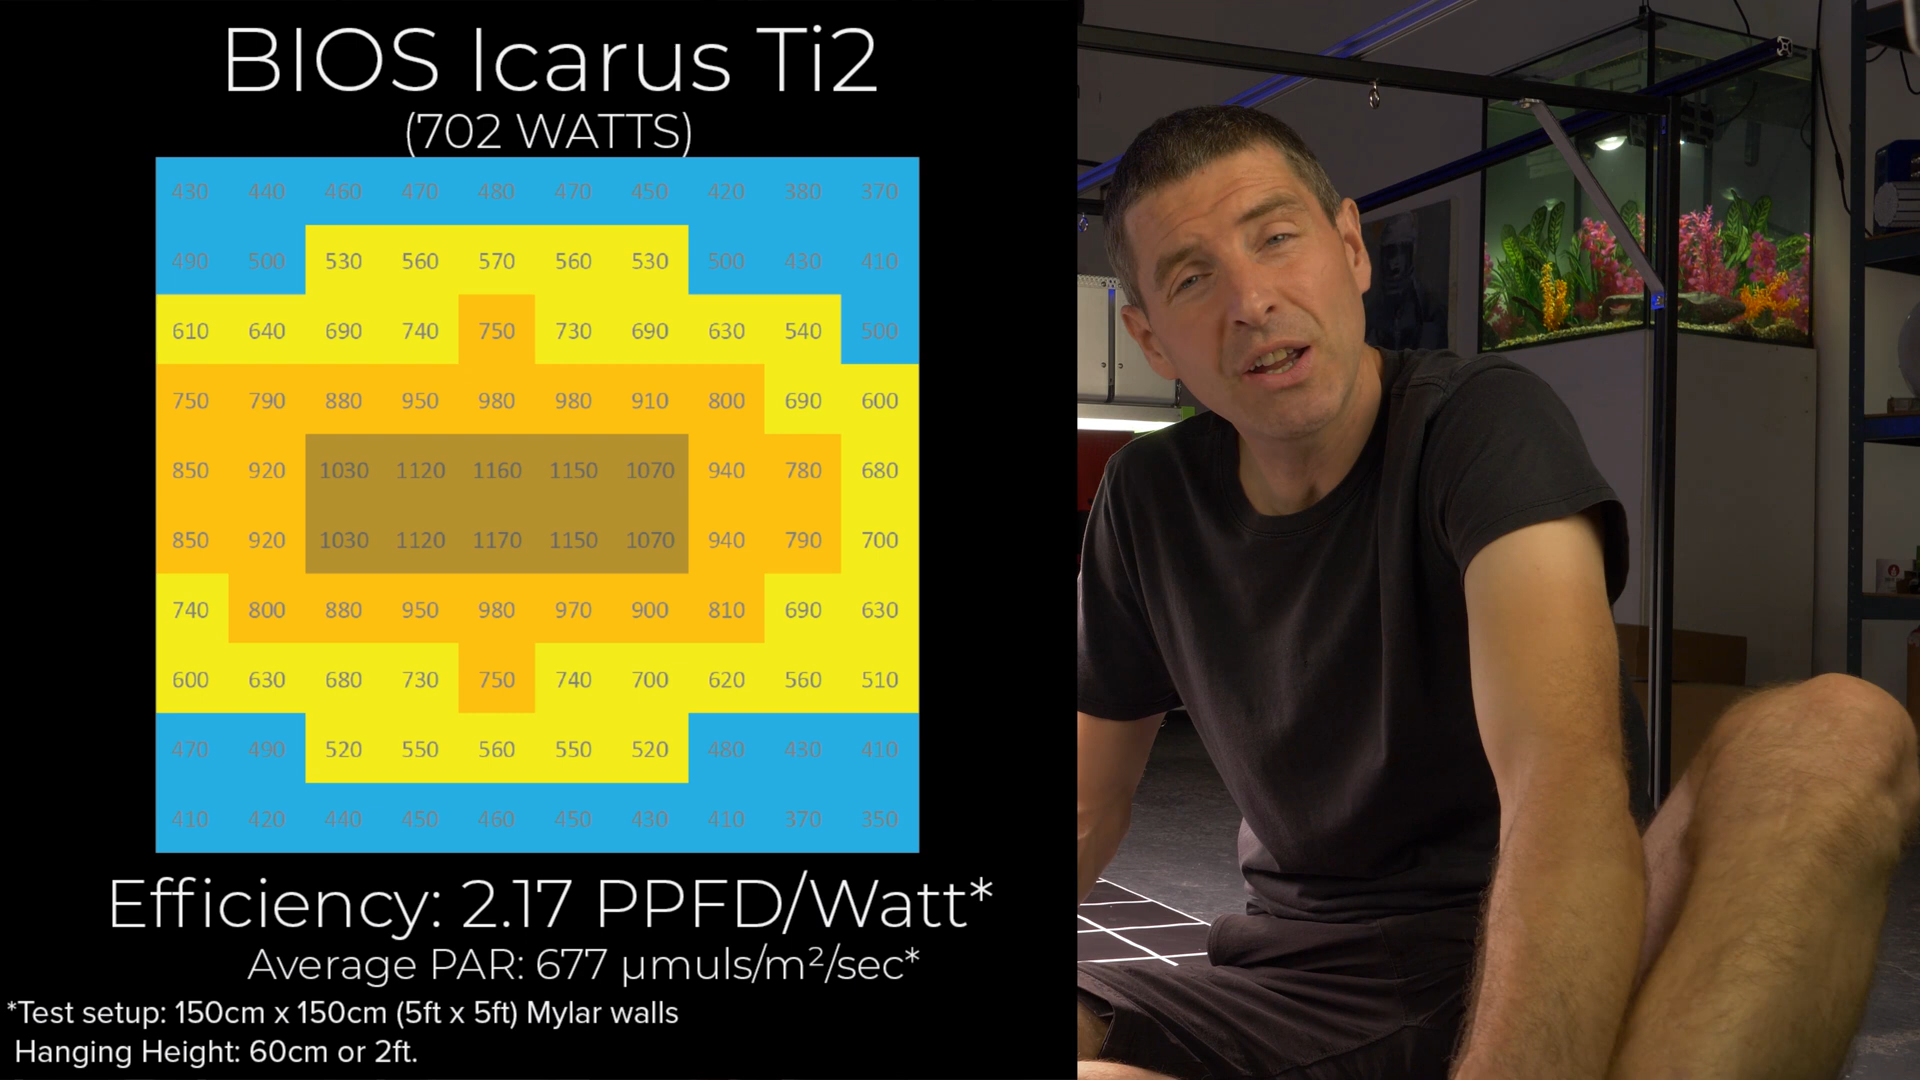 BIOS Icarus Ti2
(702 WATTS)
430 440 460 470 480 470 450 420 380 370
490 500 530 560 570 560 530 500 430 410
610 640 690 740 750 730 690 630 540 500
750 790 880 950 980 980 910 800 690 600
850 920 1030 1120 1160 1150 1070 940 780 680
850 920 1030 1120 1170 1150 1070 940 790 700
740 800 880 950 980 970 900 810 690 630
600 630 680 730 750 740 700 620 560 510
470 490 520 550 560 550 520 480 430 410
410 420 440 450 460 450 430 410 370 350
Efficiency: 2.17 PPFD/Watt*
Average PAR: 677 µmuls/m²/sec*
*Test setup: 150cm x 150cm (5ft x 5ft) Mylar walls
Hanging Height: 60cm or 2ft.